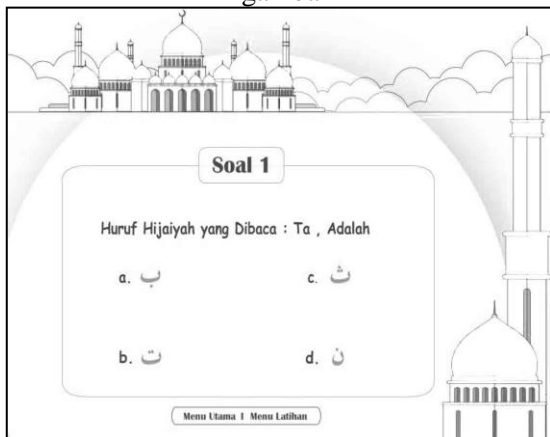 Soal 1
Huruf Hijaiyah yang Dibaca : Ta , Adalah
a. ب
c. ث
b. ت
d. ن
Menu Utama | Menu Latihan